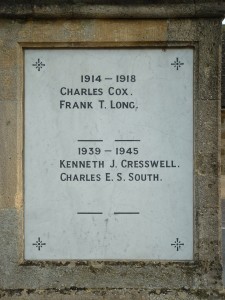 1914 – 1918
CHARLES COX.
FRANK T. LONG.
1939 – 1945
KENNETH J. CRESSWELL.
CHARLES E. S. SOUTH.